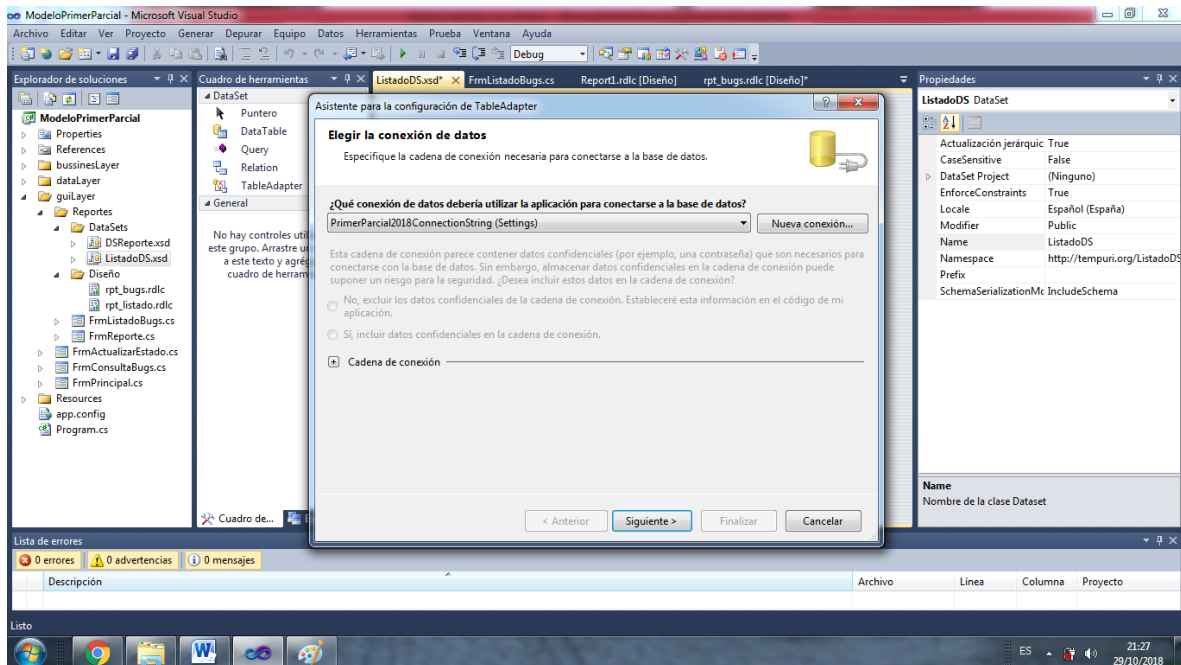 ModeloPrimerParcial - Microsoft Visual Studio
Archivo Editar Ver Proyecto Generar Depurar Equipo Datos Herramientas Prueba Ventana Ayuda
Debug
Explorador de soluciones
ModeloPrimerParcial
Properties
References
bussinesLayer
dataLayer
guiLayer
Reportes
DataSets
DSReporte.xsd
ListadoDS.xsd
Diseño
rpt_bugs.rdlc
rpt_listado.rdlc
FrmListadoBugs.cs
FrmReporte.cs
FrmActualizarEstado.cs
FrmConsultaBugs.cs
FrmPrincipal.cs
Resources
app.config
Program.cs
Cuadro de herramientas
DataSet
Puntero
DataTable
Query
Relation
TableAdapter
General
No hay controles
este grupo. Arrastre
a este texto y
cuadro de
Cuadro de...
ListadoDS.xsd* FrmListadoBugs.cs Report1.rdlc [Diseño] rpt_bugs.rdlc [Diseño]*
Asistente para la configuración de TableAdapter
Elegir la conexión de datos
Especifique la cadena de conexión necesaria para conectarse a la base de datos.
¿Qué conexión de datos debería utilizar la aplicación para conectarse a la base de datos?
PrimerParcial2018ConnectionString (Settings) Nueva conexión...
Esta cadena de conexión parece contener datos confidenciales (por ejemplo, una contraseña) que son necesarios para
conectarse con la base de datos. Sin embargo, almacenar datos confidenciales en la cadena de conexión puede
suponer un riesgo para la seguridad. ¿Desea incluir estos datos en la cadena de conexión?
No, excluir los datos confidenciales de la cadena de conexión. Estableceré esta información en el código de mi
aplicación.
Sí, incluir datos confidenciales en la cadena de conexión.
Cadena de conexión
< Anterior Siguiente > Finalizar Cancelar
Propiedades
ListadoDS DataSet
Actualización jerárquic True
CaseSensitive False
DataSet Project (Ninguno)
EnforceConstraints True
Locale Español (España)
Modifier Public
Name ListadoDS
Namespace http://tempuri.org/ListadoDS
Prefix
SchemaSerializationMc IncludeSchema
Name
Nombre de la clase Dataset
Lista de errores
0 errores 0 advertencias 0 mensajes
Descripción Archivo Línea Columna Proyecto
Listo
ES 21:27
29/10/2018